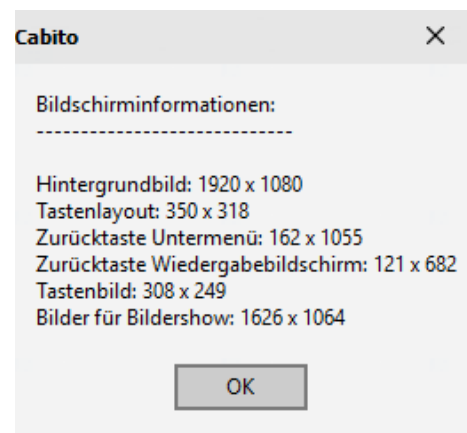 Cabito
Bildschirminformationen:
-----------------------------
Hintergrundbild: 1920 x 1080
Tastenlayout: 350 x 318
Zurücktaste Untermenü: 162 x 1055
Zurücktaste Wiedergabebildschirm: 121 x 682
Tastenbild: 308 x 249
Bilder für Bildershow: 1626 x 1064
OK